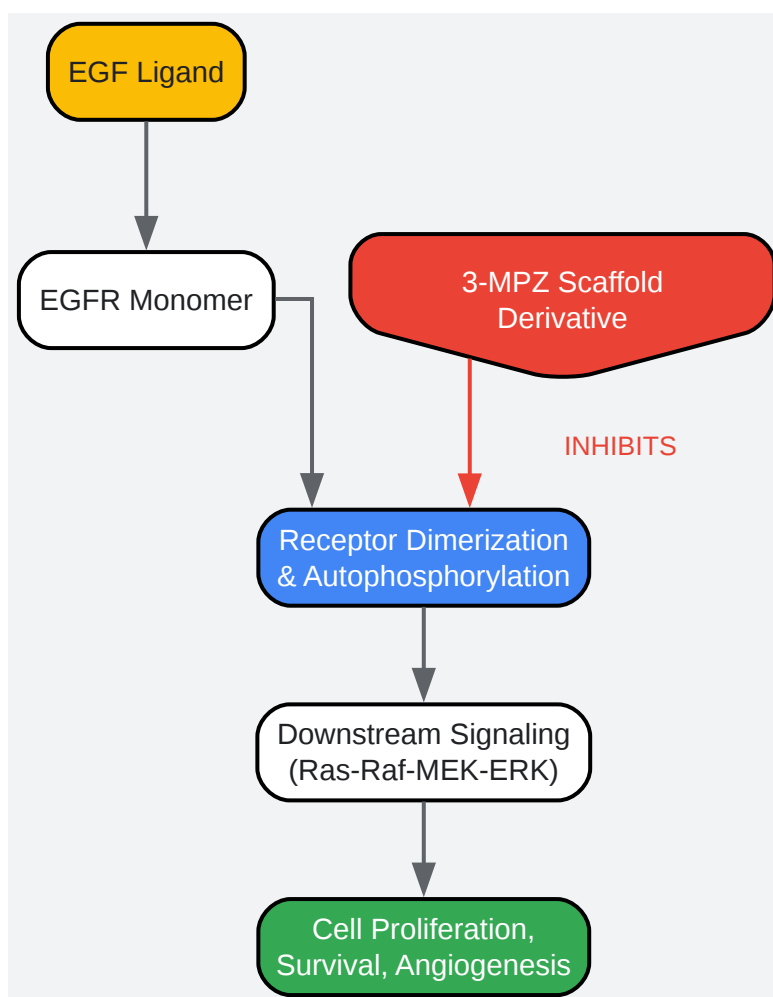 EGF Ligand
EGFR Monomer
3-MPZ Scaffold
Derivative
INHIBITS
Receptor Dimerization
& Autophosphorylation
Downstream Signaling
(Ras-Raf-MEK-ERK)
Cell Proliferation,
Survival, Angiogenesis